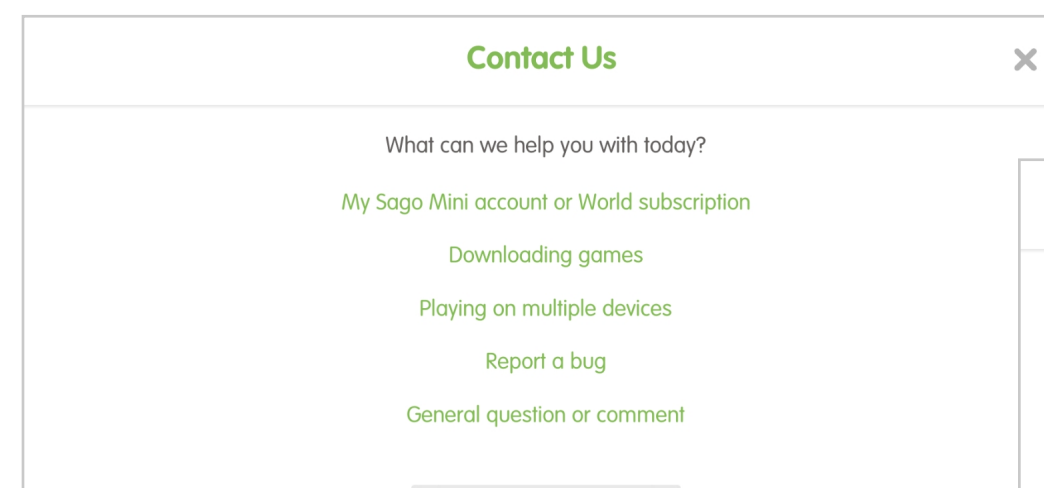 Contact Us
What can we help you with today?
My Sago Mini account or World subscription
Downloading games
Playing on multiple devices
Report a bug
General question or comment